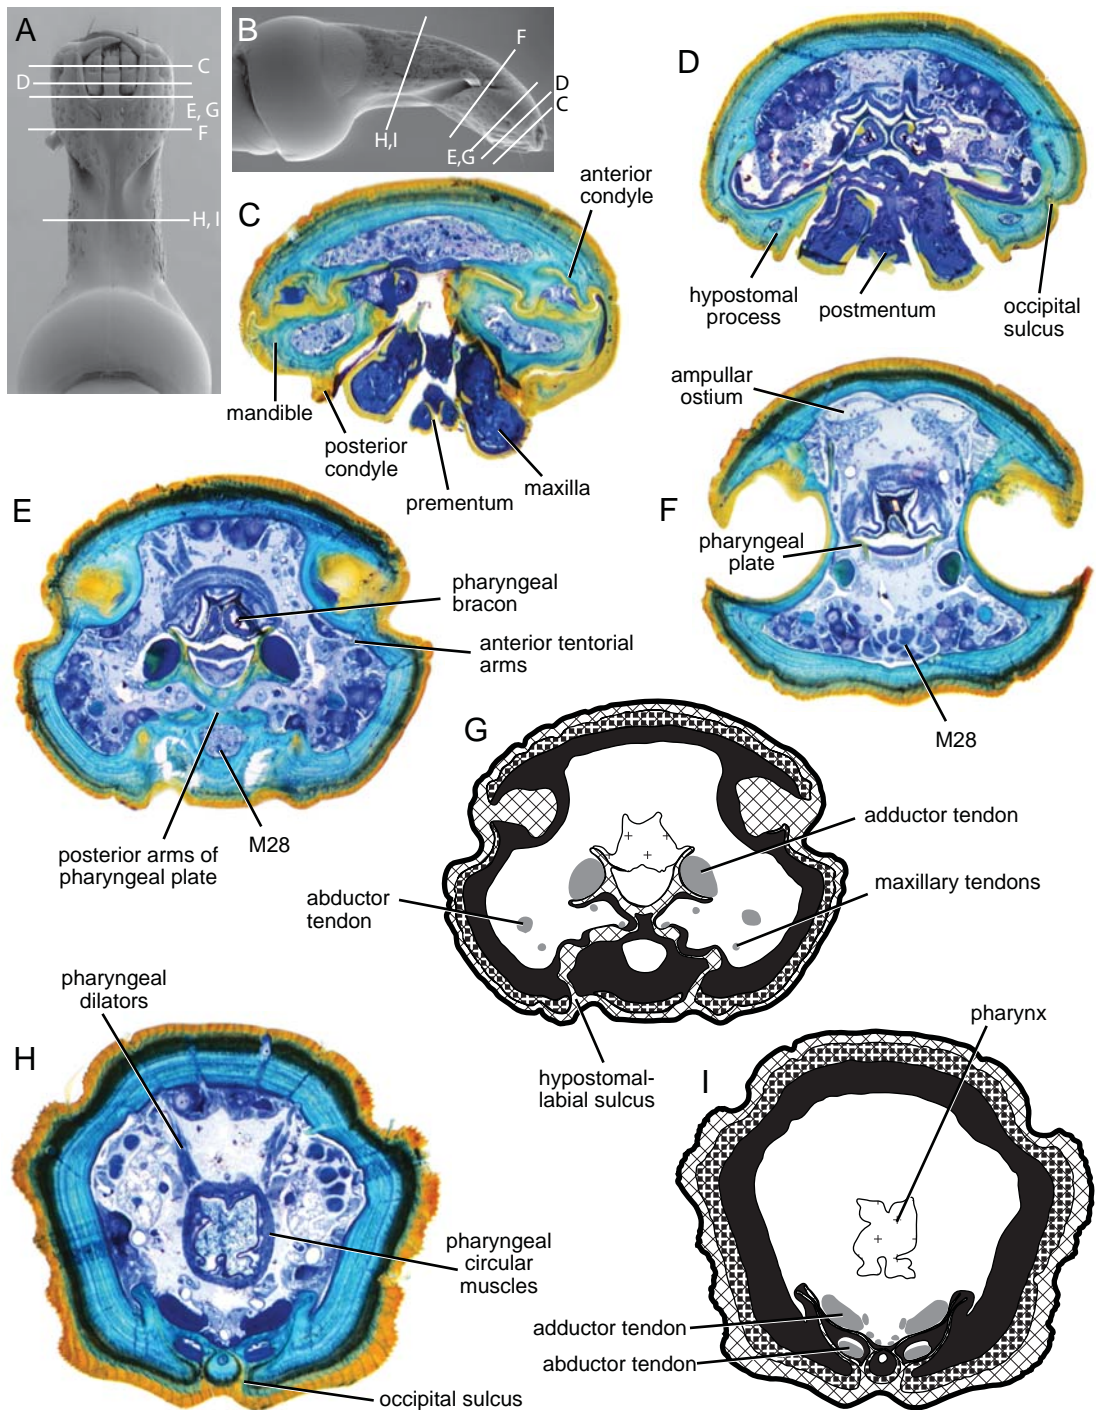 A
C
D
E, G
F
H, I
B
F
D
C
H,I
E,G
C
anterior
condyle
mandible
posterior
condyle
prementum
maxilla
D
hypostomal
process
postmentum
occipital
sulcus
E
pharyngeal
bracon
anterior tentorial
arms
posterior arms of
pharyngeal plate
M28
ampullar
ostium
F
pharyngeal
plate
M28
G
adductor tendon
abductor
tendon
maxillary tendons
hypostomal-
labial sulcus
H
pharyngeal
dilators
pharyngeal
circular
muscles
occipital sulcus
I
pharynx
adductor tendon
abductor tendon